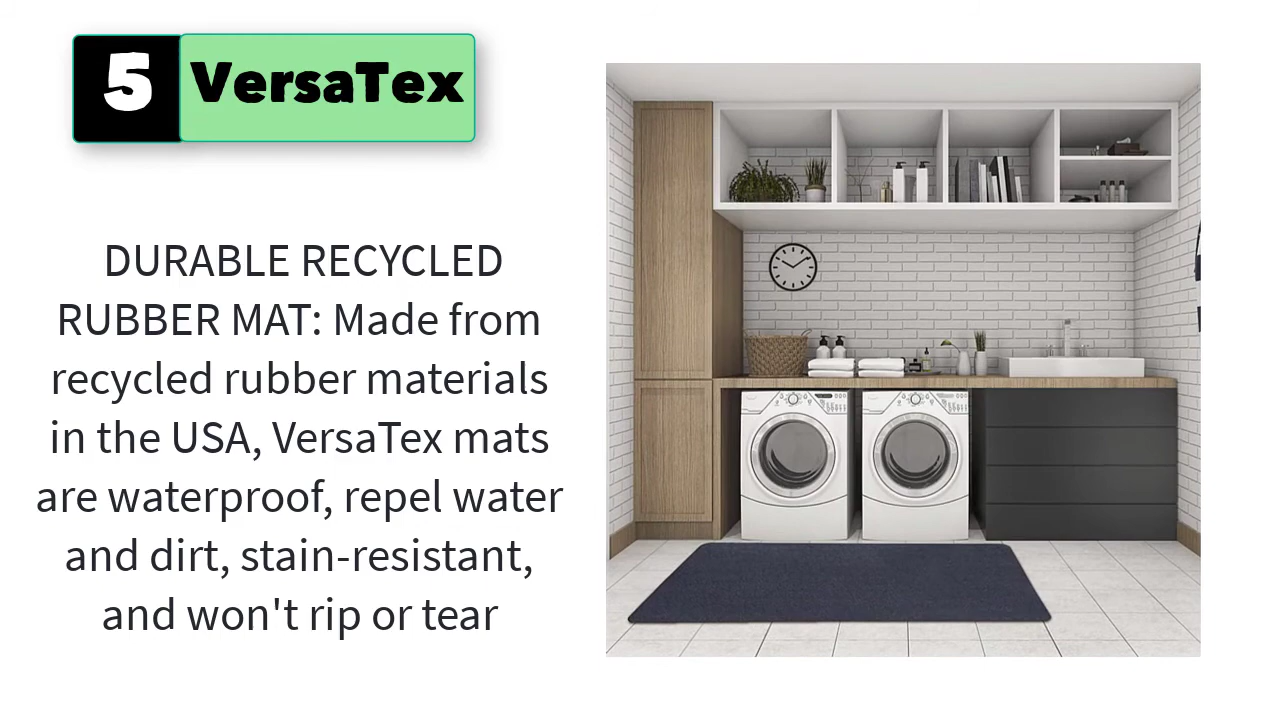 5 VersaTex
DURABLE RECYCLED
RUBBER MAT: Made from
recycled rubber materials
in the USA, VersaTex mats
are waterproof, repel water
and dirt, stain-resistant,
and won't rip or tear